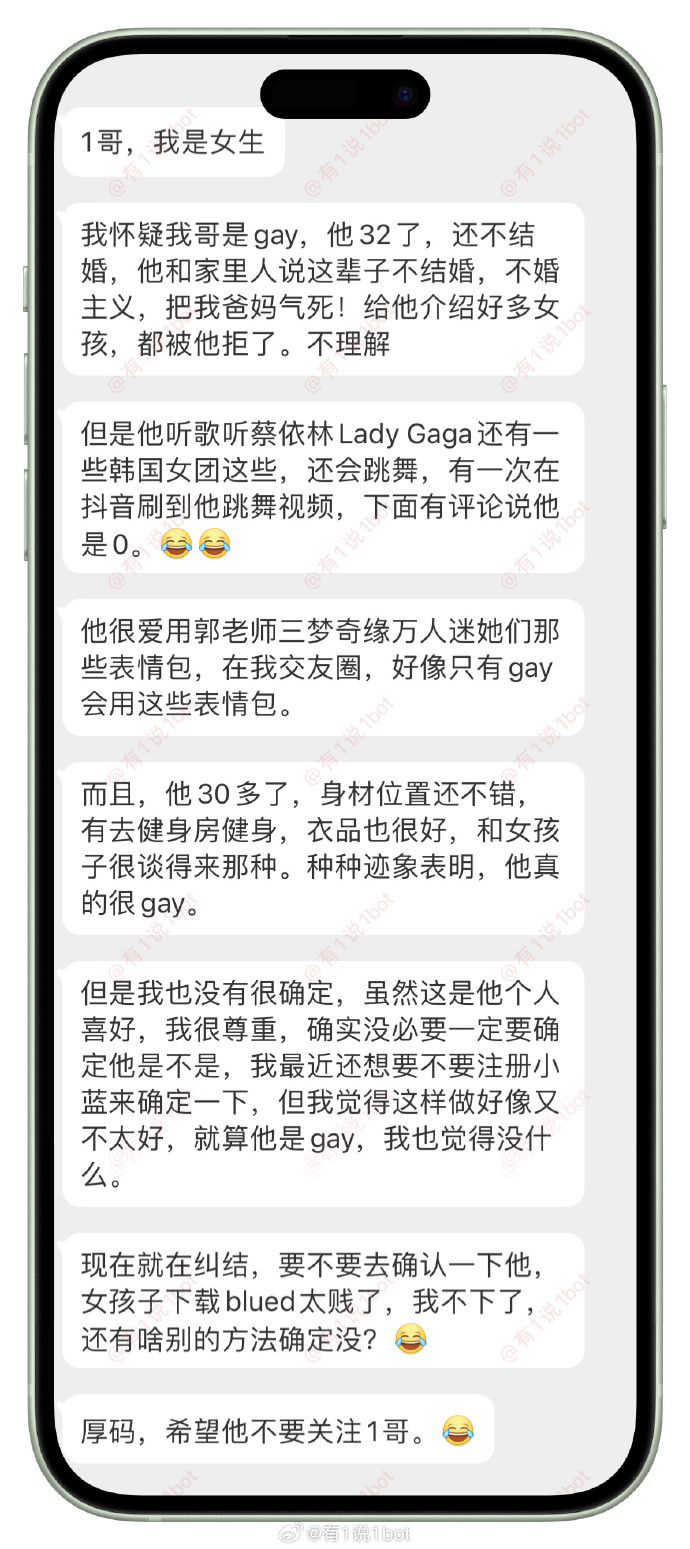 1哥，我是女生
我怀疑我哥是gay，他32了，还不结
婚，他和家里人说这辈子不结婚，不婚
主义，把我爸妈气死！给他介绍好多女
孩，都被他拒了。不理解
但是他听歌听蔡依林Lady Gaga还有一
些韩国女团这些，还会跳舞，有一次在
抖音刷到他跳舞视频，下面有评论说他
是0。😂😂
他很爱用郭老师三梦奇缘万人迷她们那
些表情包，在我交友圈，好像只有gay
会用这些表情包。
而且，他30多了，身材位置还不错，
有去健身房健身，衣品也很好，和女孩
子很谈得来那种。种种迹象表明，他真
的很gay。
但是我也没有很确定，虽然这是他个人
喜好，我很尊重，确实没必要一定要确
定他是不是，我最近还想要不要注册小
蓝来确定一下，但我觉得这样做好像又
不太好，就算他是gay，我也觉得没什
么。
现在就在纠结，要不要去确认一下他，
女孩子下载blued太贱了，我不下了，
还有啥别的方法确定没？😂
厚码，希望他不要关注1哥。😂
@有1说1bot